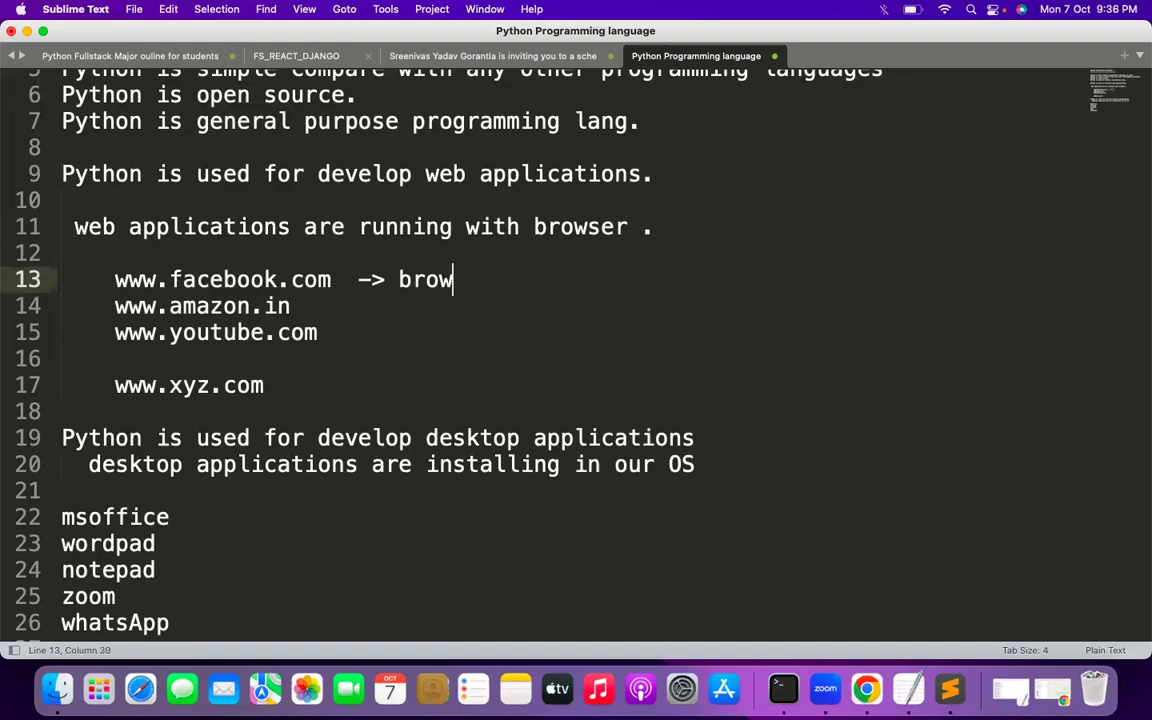 Sublime Text File Edit Selection Find View Goto Tools Project Window Help Mon 7 Oct 9:36 PM
Python Programming language
Python Fullstack Major ouline for students FS_REACT_DJANGO Sreenivas Yadav Gorantla is inviting you to a sche Python Programming language
5 Python is simple compare with any other programming languages
6 Python is open source.
7 Python is general purpose programming lang.
8
9 Python is used for develop web applications.
10
11 web applications are running with browser .
12
13 www.facebook.com -> brow
14 www.amazon.in
15 www.youtube.com
16
17 www.xyz.com
18
19 Python is used for develop desktop applications
20 desktop applications are installing in our OS
21
22 msoffice
23 wordpad
24 notepad
25 zoom
26 whatsApp
Line 13, Column 30 Tab Size: 4 Plain Text
OCT
7 tv zoom